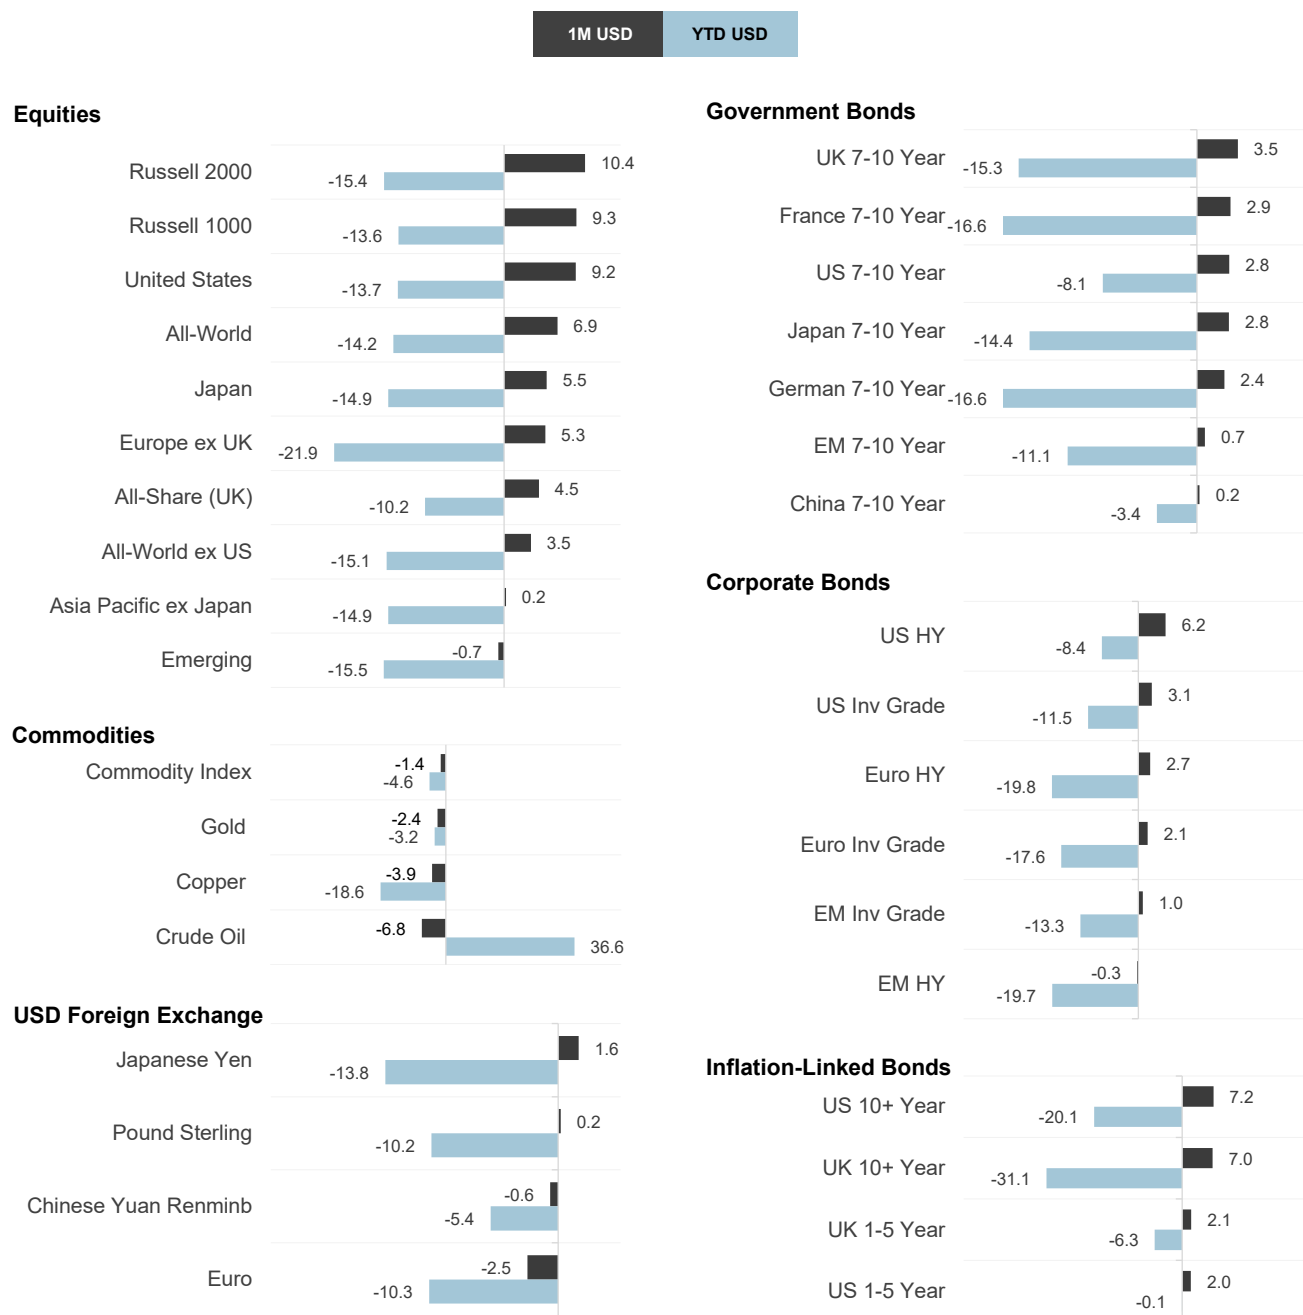 1M USD YTD USD
Equities
Russell 2000 -15.4 10.4
Russell 1000 -13.6 9.3
United States -13.7 9.2
All-World -14.2 6.9
Japan -14.9 5.5
Europe ex UK -21.9 5.3
All-Share (UK) -10.2 4.5
All-World ex US -15.1 3.5
Asia Pacific ex Japan -14.9 0.2
Emerging -15.5 -0.7
Commodities
Commodity Index -1.4 -4.6
Gold -2.4 -3.2
Copper -3.9 -18.6
Crude Oil -6.8 36.6
USD Foreign Exchange
Japanese Yen -13.8 1.6
Pound Sterling -10.2 0.2
Chinese Yuan Renminb -0.6 -5.4
Euro -2.5 -10.3
Government Bonds
UK 7-10 Year -15.3 3.5
France 7-10 Year -16.6 2.9
US 7-10 Year -8.1 2.8
Japan 7-10 Year -14.4 2.8
German 7-10 Year -16.6 2.4
EM 7-10 Year -11.1 0.7
China 7-10 Year -3.4 0.2
Corporate Bonds
US HY -8.4 6.2
US Inv Grade -11.5 3.1
Euro HY -19.8 2.7
Euro Inv Grade -17.6 2.1
EM Inv Grade -13.3 1.0
EM HY -19.7 -0.3
Inflation-Linked Bonds
US 10+ Year -20.1 7.2
UK 10+ Year -31.1 7.0
UK 1-5 Year -6.3 2.1
US 1-5 Year -0.1 2.0